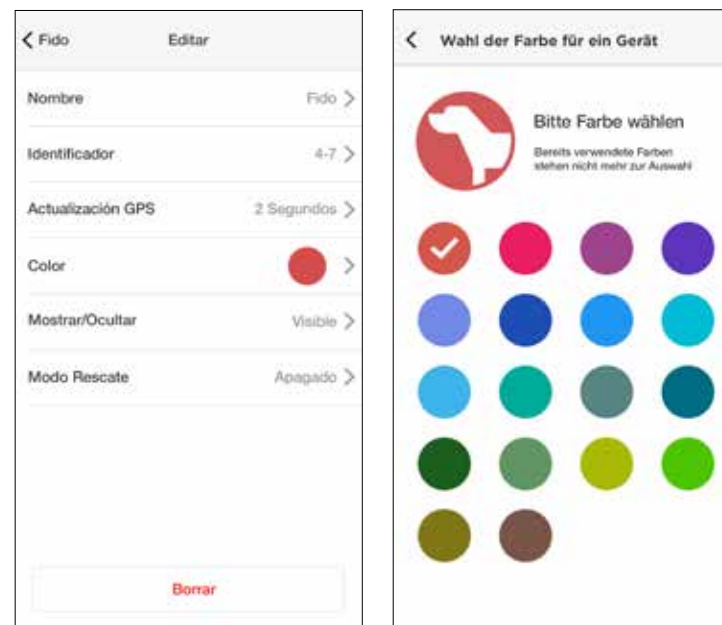 Fido Editar
Nombre Fido
Identificador 4-7
Actualización GPS 2 Segundos
Color
Mostrar/Ocultar Visible
Modo Rescate Apagado
Borrar
Wahl der Farbe für ein Gerät
Bitte Farbe wählen
Bereits verwendete Farben
stehen nicht mehr zur Auswahl